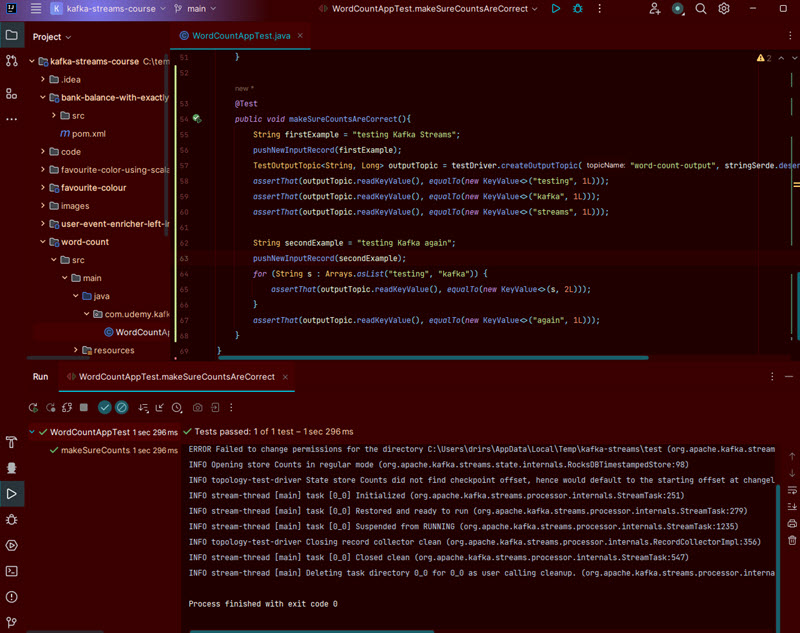 K kafka-streams-course main WordCountAppTest.makeSureCountsAreCorrect
Project
WordCountAppTest.java
kafka-streams-course C:\tem
.idea
bank-balance-with-exactly
src
pom.xml
code
favourite-color-using-scala
favourite-colour
images
user-event-enricher-left-in
word-count
src
main
java
com.udemy.kafk
WordCountAp
resources
2
51 }
52
new *
53 @Test
54 public void makeSureCountsAreCorrect(){
55 String firstExample = "testing Kafka Streams";
56 pushNewInputRecord(firstExample);
57 TestOutputTopic<String, Long> outputTopic = testDriver.createOutputTopic( topicName: "word-count-output", stringSerde.deser
58 assertThat(outputTopic.readKeyValue(), equalTo(new KeyValue<>("testing", 1L)));
59 assertThat(outputTopic.readKeyValue(), equalTo(new KeyValue<>("kafka", 1L)));
60 assertThat(outputTopic.readKeyValue(), equalTo(new KeyValue<>("streams", 1L)));
61
62 String secondExample = "testing Kafka again";
63 pushNewInputRecord(secondExample);
64 for (String s : Arrays.asList("testing", "kafka")) {
65 assertThat(outputTopic.readKeyValue(), equalTo(new KeyValue<>(s, 2L)));
66 }
67 assertThat(outputTopic.readKeyValue(), equalTo(new KeyValue<>("again", 1L)));
68 }
69 }
Run WordCountAppTest.makeSureCountsAreCorrect
WordCountAppTest 1 sec 296 ms
makeSureCounts 1 sec 296 ms
Tests passed: 1 of 1 test – 1 sec 296 ms
ERROR Failed to change permissions for the directory C:\Users\drirs\AppData\Local\Temp\kafka-streams\test (org.apache.kafka.stream
INFO Opening store Counts in regular mode (org.apache.kafka.streams.state.internals.RocksDBTimestampedStore:98)
INFO topology-test-driver State store Counts did not find checkpoint offset, hence would default to the starting offset at changel
INFO stream-thread [main] task [0_0] Initialized (org.apache.kafka.streams.processor.internals.StreamTask:251)
INFO stream-thread [main] task [0_0] Restored and ready to run (org.apache.kafka.streams.processor.internals.StreamTask:279)
INFO stream-thread [main] task [0_0] Suspended from RUNNING (org.apache.kafka.streams.processor.internals.StreamTask:1235)
INFO topology-test-driver Closing record collector clean (org.apache.kafka.streams.processor.internals.RecordCollectorImpl:356)
INFO stream-thread [main] task [0_0] Closed clean (org.apache.kafka.streams.processor.internals.StreamTask:547)
INFO stream-thread [main] Deleting task directory 0_0 for 0_0 as user calling cleanup. (org.apache.kafka.streams.processor.interna
Process finished with exit code 0